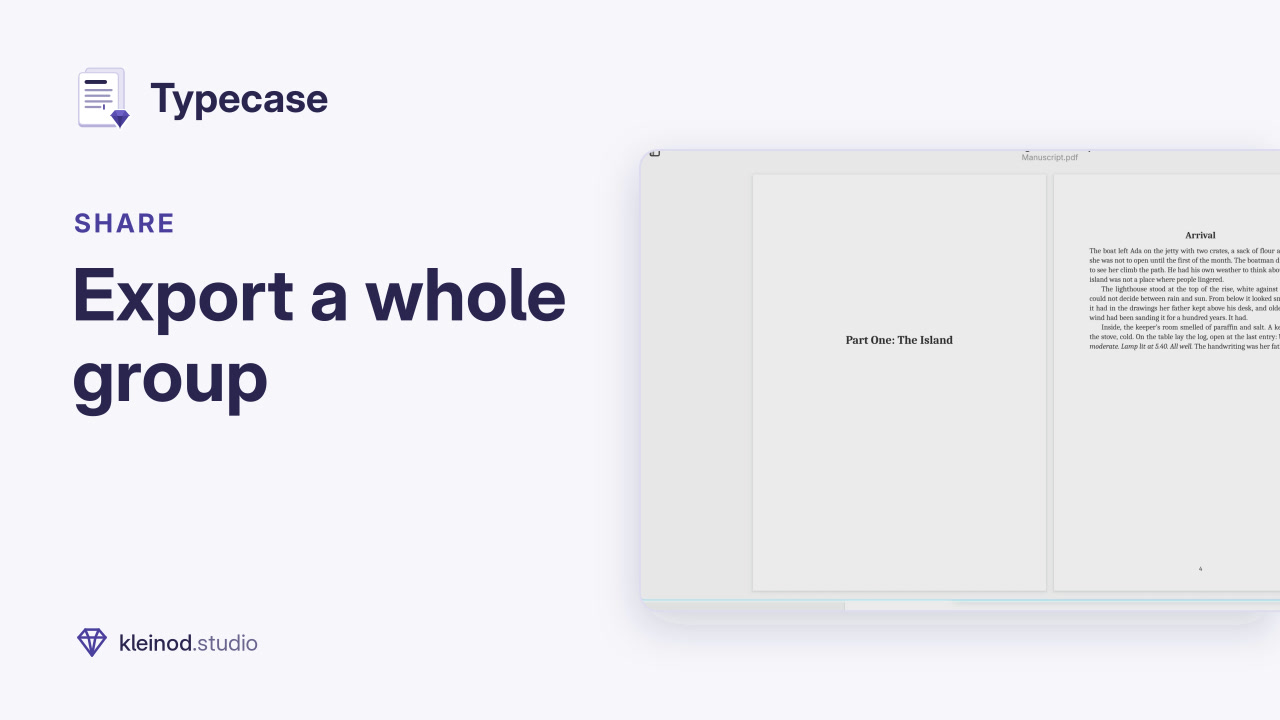 Typecase
SHARE
Export a whole
group
Manuscript.pdf
Part One: The Island
Arrival
The boat left Ada on the jetty with two crates, a sack of flour
she was not to open until the first of the month. The boatman
to see her climb the path. He had his own weather to think
island was not a place where people lingered.
The lighthouse stood at the top of the rise, white against
could not decide between rain and sun. From below it looked
it had in the drawings her father kept above his desk, and
wind had been sanding it for a hundred years. It had.
Inside, the keeper's room smelled of paraffin and salt. A
the stove, cold. On the table lay the log, open at the last entry:
moderate. Lamp lit at 5.40. All well. The handwriting was her
4
kleinod.studio